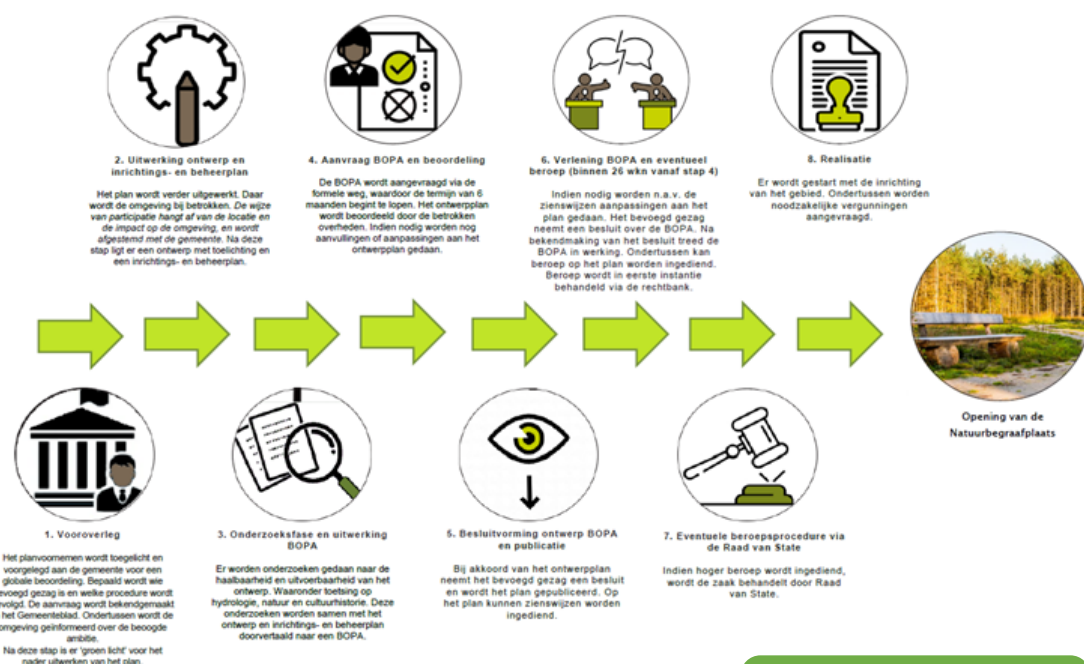 2. Uitwerking ontwerp en
inrichtings- en beheerplan
Het plan wordt verder uitgewerkt. Daar
wordt de omgeving bij betrokken. De wijze
van participatie hangt af van de locatie en
de impact op de omgeving, en wordt
afgestemd met de gemeente. Na deze
stap ligt er een ontwerp met toelichting en
een inrichtings- en beheerplan.
4. Aanvraag BOPA en beoordeling
De BOPA wordt aangevraagd via de
formele weg, waardoor de termijn van 6
maanden begint te lopen. Het ontwerpplan
wordt beoordeeld door de betrokken
overheden. Indien nodig worden nog
aanvullingen of aanpassingen aan het
ontwerpplan gedaan.
6. Verlening BOPA en eventueel
beroep (binnen 26 wkn vanaf stap 4)
Indien nodig worden n.a.v. de
zienswijzen aanpassingen aan het
plan gedaan. Het bevoegd gezag
neemt een besluit over de BOPA. Na
bekendmaking van het besluit treed de
BOPA in werking. Ondertussen kan
beroep op het plan worden ingediend.
Beroep wordt in eerste instantie
behandeld via de rechtbank.
8. Realisatie
Er wordt gestart met de inrichting
van het gebied. Ondertussen worden
noodzakelijke vergunningen
aangevraagd.
1. Vooroverleg
Het planvoornemen wordt toegelicht en
voorgelegd aan de gemeente voor een
globale beoordeling. Bepaald wordt wie
bevoegd gezag is en welke procedure wordt
gevolgd. De aanvraag wordt bekendgemaakt
het Gemeenteblad. Ondertussen wordt de
omgeving geïnformeerd over de beoogde
ambitie.
Na deze stap is er 'groen licht' voor het
nader uitwerken van het plan.
3. Onderzoeksfase en uitwerking
BOPA
Er worden onderzoeken gedaan naar de
haalbaarheid en uitvoerbaarheid van het
ontwerp. Waaronder toetsing op
hydrologie, natuur en cultuurhistorie. Deze
onderzoeken worden samen met het
ontwerp en inrichtings- en beheerplan
doorvertaald naar een BOPA.
5. Besluitvorming ontwerp BOPA
en publicatie
Bij akkoord van het ontwerpplan
neemt het bevoegd gezag een besluit
en wordt het plan gepubliceerd. Op
het plan kunnen zienswijzen worden
ingediend.
7. Eventuele beroepsprocedure via
de Raad van State
Indien hoger beroep wordt ingediend,
wordt de zaak behandelt door Raad
van State.
Opening van de
Natuurbegraafplaats